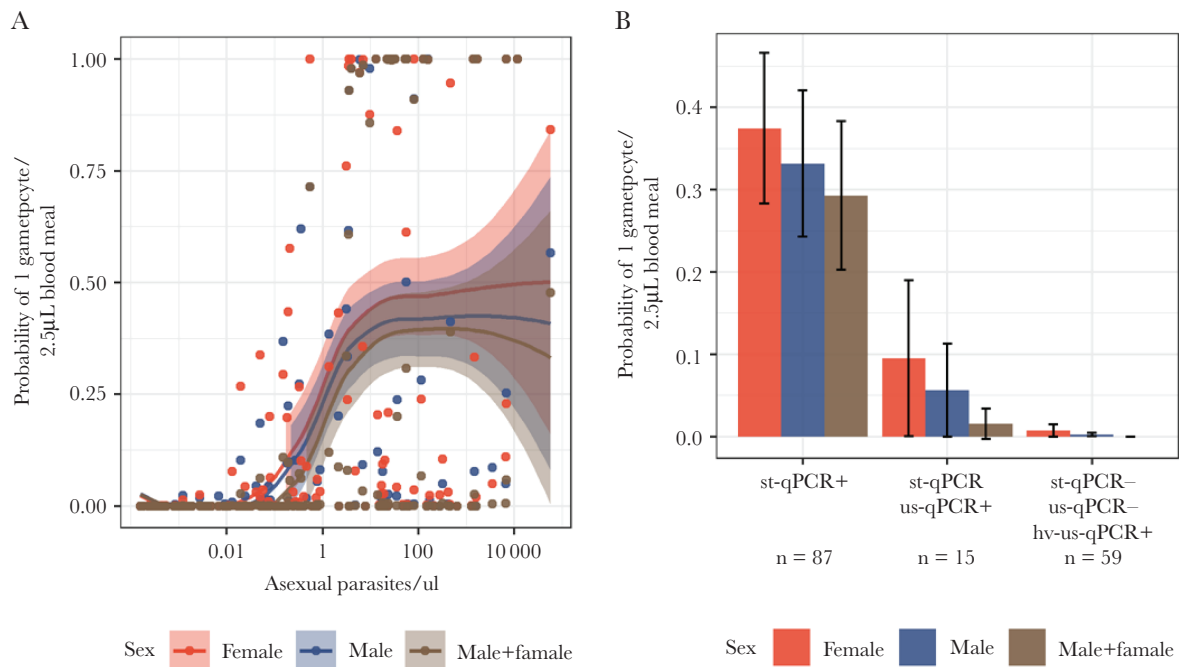 A
Probability of 1 gametpcyte/
2.5µL blood meal
1.00
0.75
0.50
0.25
0.00
0.01
1
100
10 000
Asexual parasites/ul
Sex
Female
Male
Male+famale
B
Probability of 1 gametpcyte/
2.5µL blood meal
0.4
0.3
0.2
0.1
0.0
st-qPCR+
st-qPCR
us-qPCR+
st-qPCR–
us-qPCR–
hv-us-qPCR+
n = 87
n = 15
n = 59
Sex
Female
Male
Male+famale